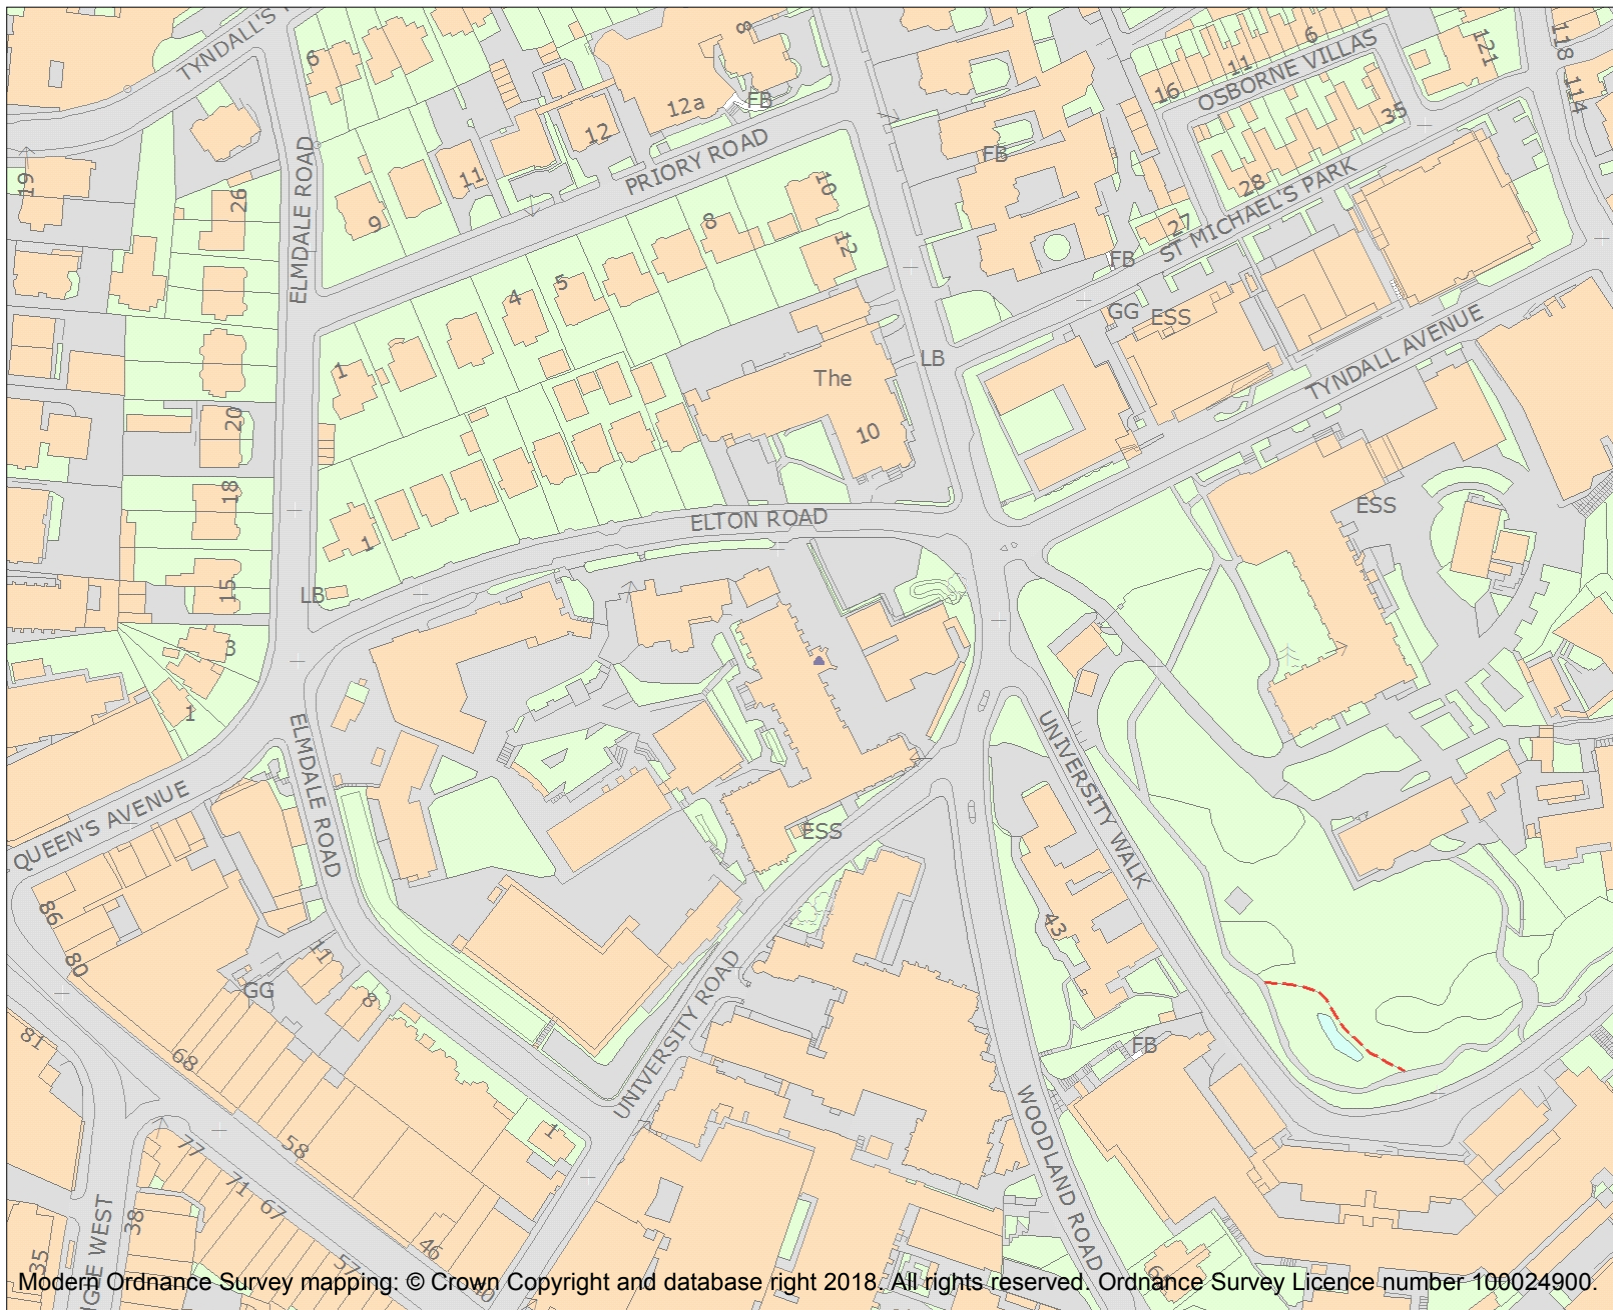 TYNDALL'S
6
8
12a
FB
12
PRIORY ROAD
11
9
10
8
12
5
4
1
ELMDALE ROAD
19
26
20
18
15
3
1
LB
1
ELTON ROAD
The
10
LB
FB
FB
GG
ESS
16
11
6
OSBORNE VILLAS
121
118
114
35
28
27
ST MICHAEL'S PARK
TYNDALL AVENUE
ESS
UNIVERSITY WALK
ELMDALE ROAD
QUEEN'S AVENUE
86
80
GG
11
8
68
81
77
71
67
58
57
46
40
38
35
1
ESS
UNIVERSITY ROAD
43
FB
WOODLAND ROAD
Modern Ordnance Survey mapping: © Crown Copyright and database right 2018. All rights reserved. Ordnance Survey Licence number 100024900.